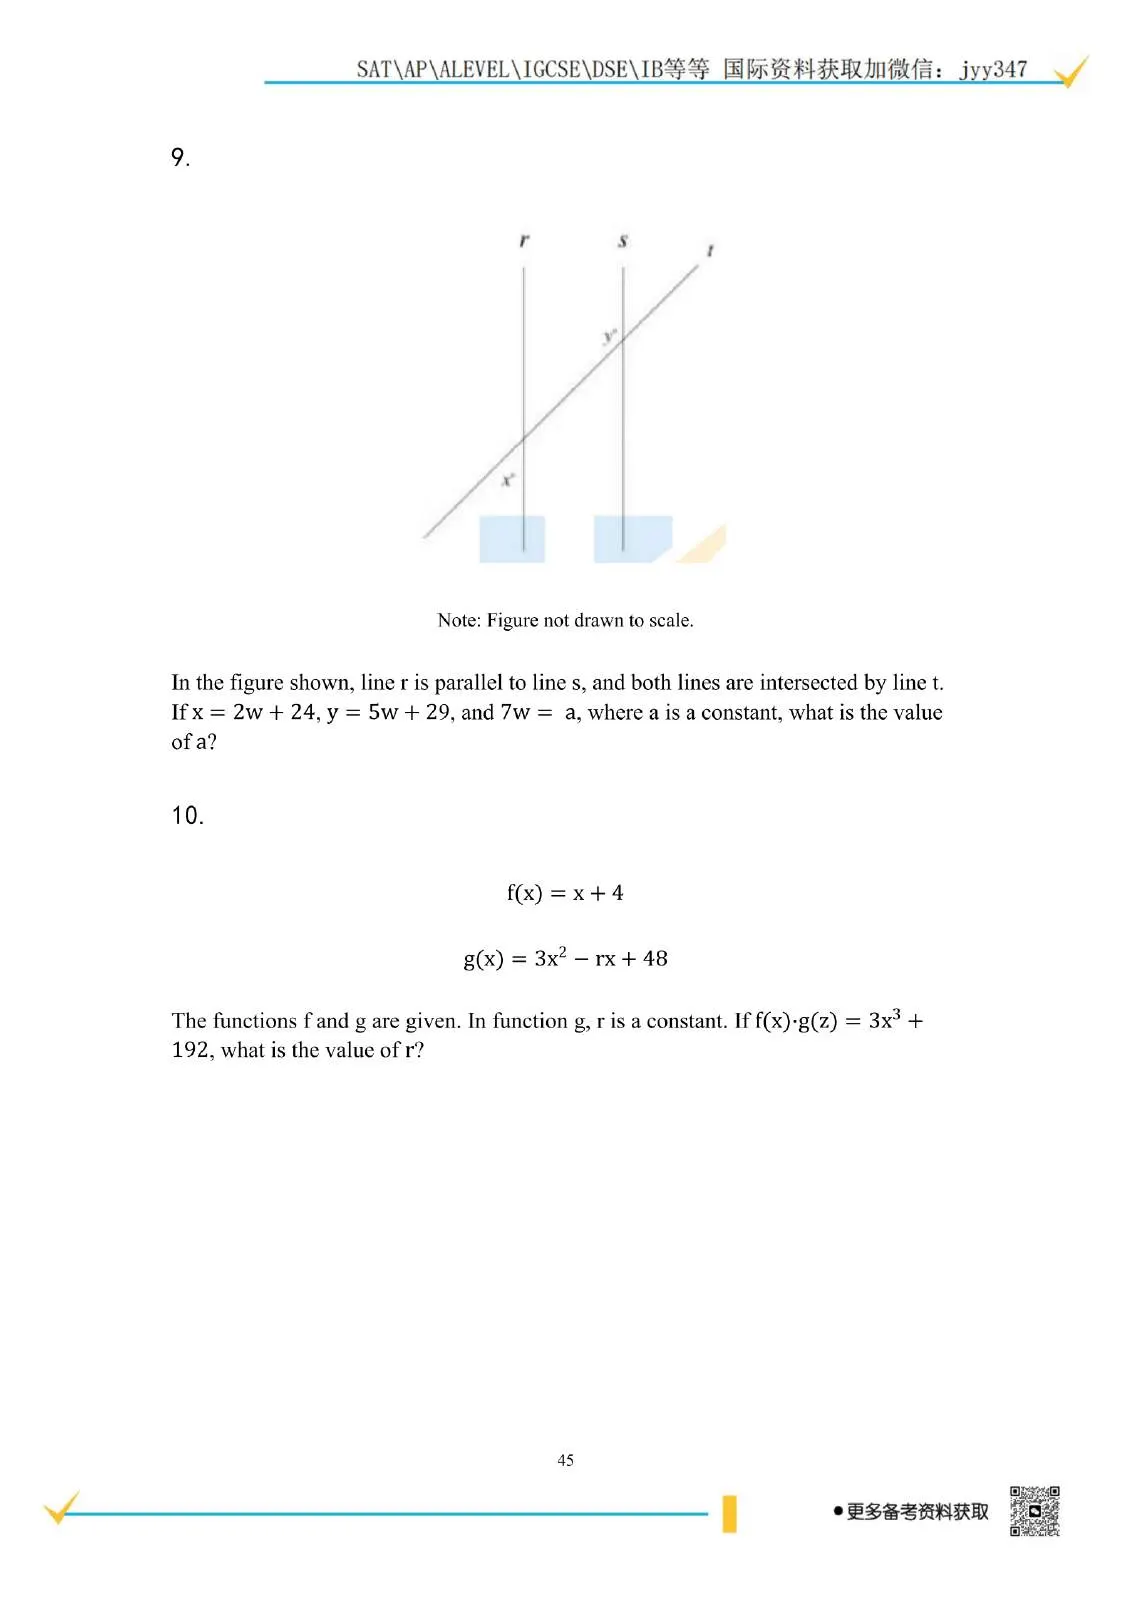 SAT\AP\ALEVEL\IGCSE\DSE\IB等等 国际资料获取加微信：jyy347
9.
r
s
t
y°
x°
Note: Figure not drawn to scale.
In the figure shown, line r is parallel to line s, and both lines are intersected by line t.
If x = 2w + 24, y = 5w + 29, and 7w = a, where a is a constant, what is the value
of a?
10.
f(x) = x + 4
g(x) = 3x² − rx + 48
The functions f and g are given. In function g, r is a constant. If f(x)·g(z) = 3x³ +
192, what is the value of r?
45
●更多备考资料获取